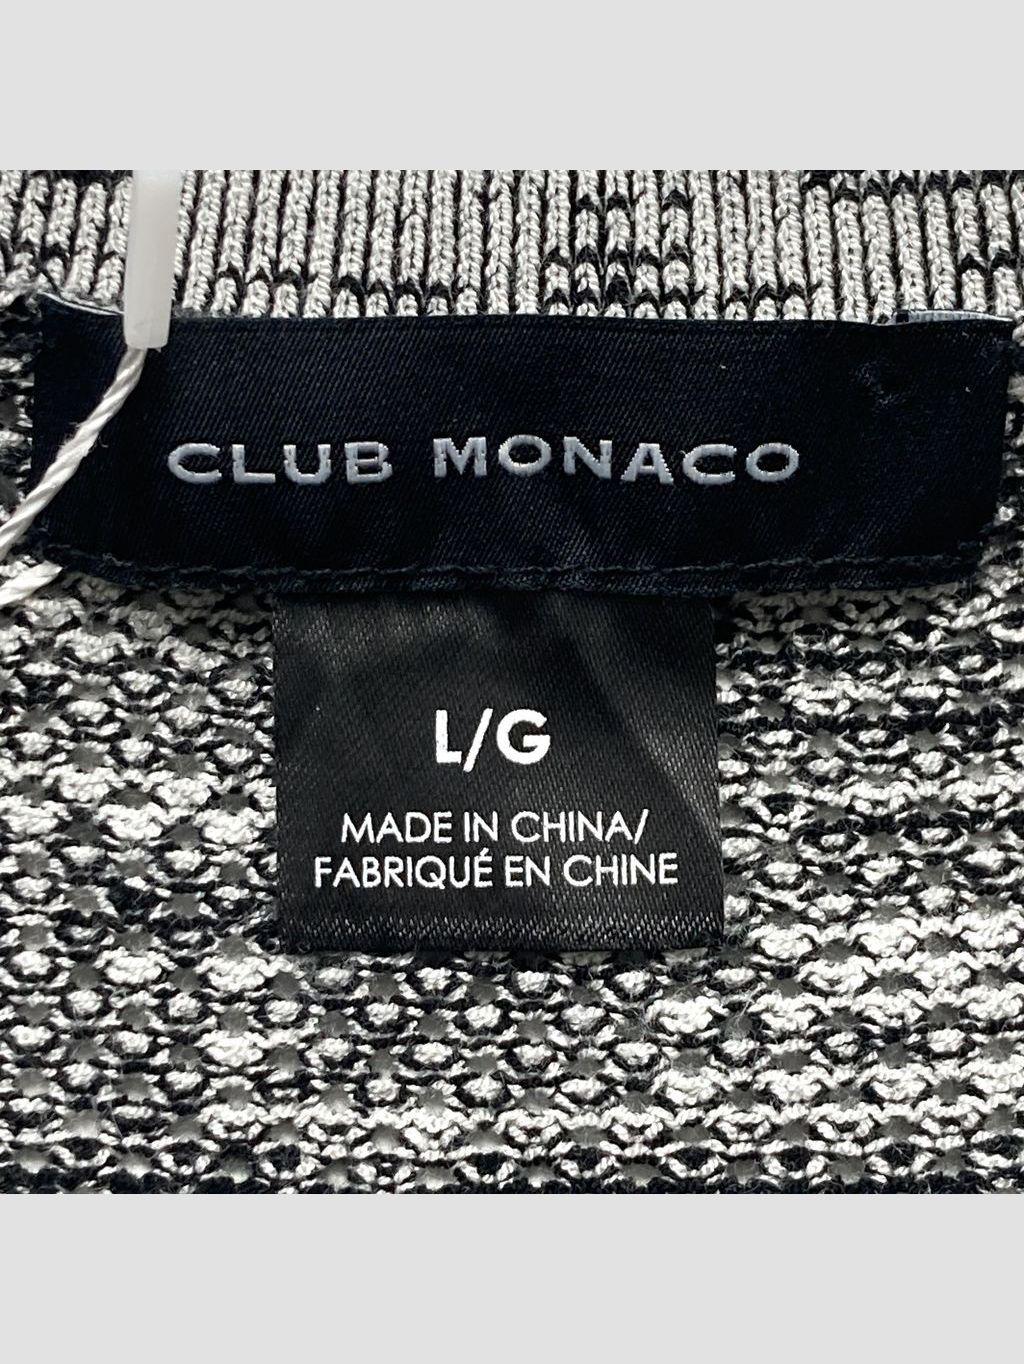 CLUB MONACO
L/G
MADE IN CHINA/
FABRIQUÉ EN CHINE